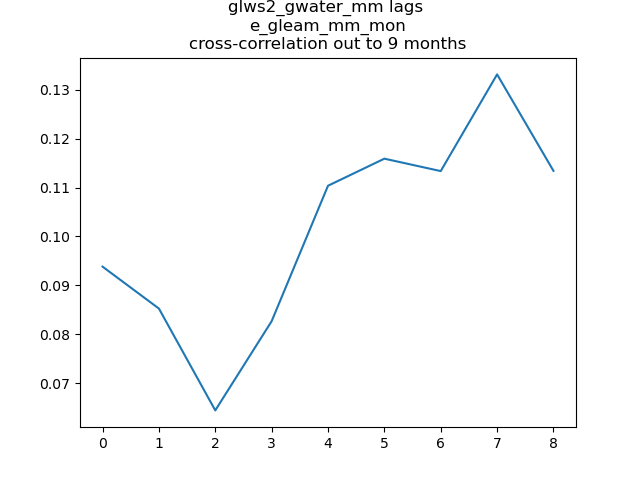 glws2_gwater_mm lags
e_gleam_mm_mon
cross-correlation out to 9 months
0.13
0.12
0.11
0.10
0.09
0.08
0.07
0 1 2 3 4 5 6 7 8